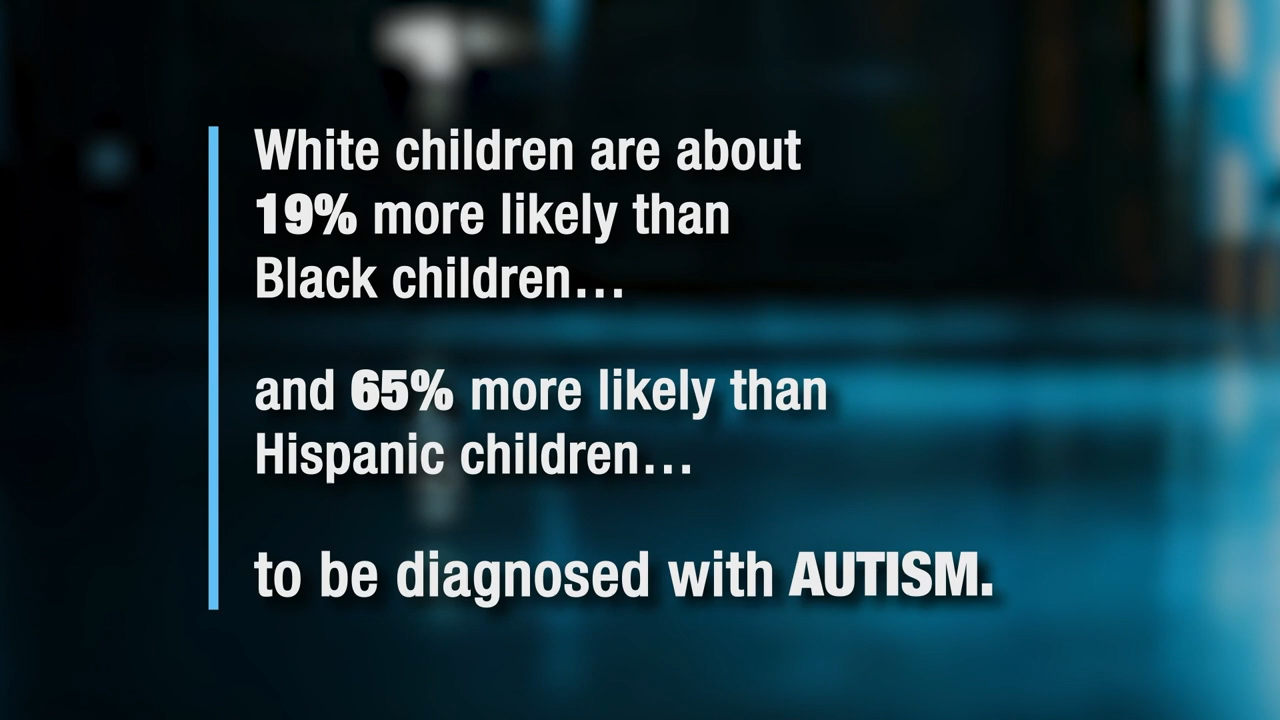 White children are about
19% more likely than
Black children...
and 65% more likely than
Hispanic children...
to be diagnosed with AUTISM.